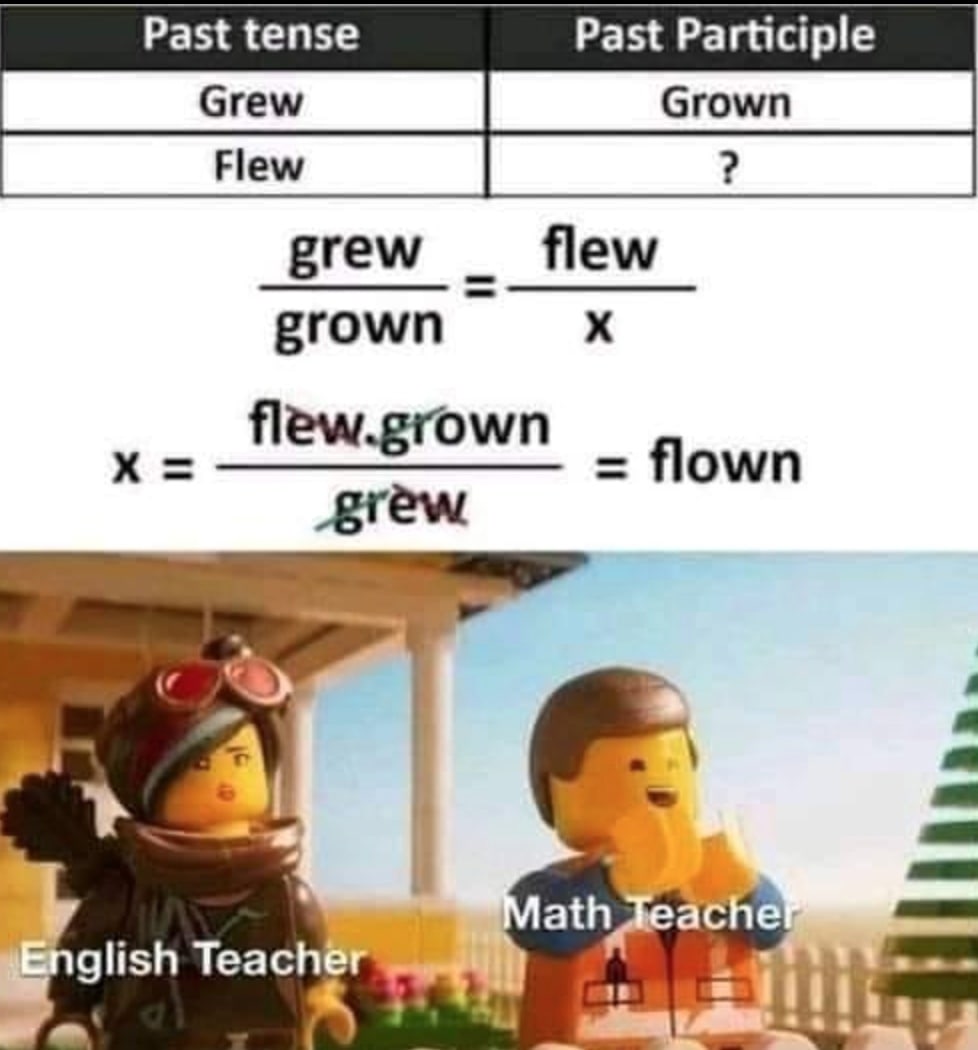 Past tense Past Participle
Grew Grown
Flew ?
grew flew
= 
grown x
flew.grown
x = = flown
grew
Math Teacher
English Teacher